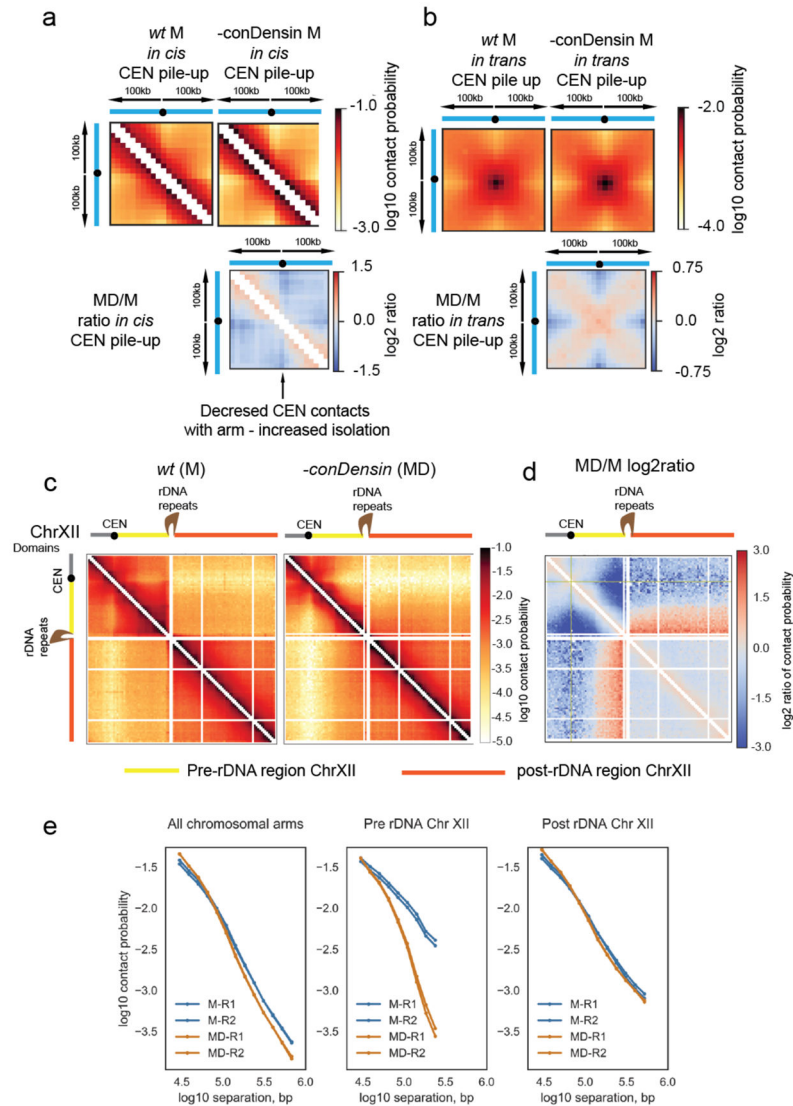 a
wt M
in cis
CEN pile-up
-conDensin M
in cis
CEN pile-up
100kb 100kb
100kb 100kb
100kb 100kb
-1.0
-3.0
log10 contact probability
100kb 100kb
100kb 100kb
MD/M
ratio in cis
CEN pile-up
1.5
0.0
-1.5
log2 ratio
Decresed CEN contacts
with arm - increased isolation
b
wt M
in trans
CEN pile up
-conDensin M
in trans
CEN pile up
100kb 100kb
100kb 100kb
100kb 100kb
-2.0
-4.0
log10 contact probability
100kb 100kb
100kb 100kb
MD/M
ratio in trans
CEN pile-up
0.75
0.0
-0.75
log2 ratio
c
wt (M)
-conDensin (MD)
rDNA
repeats
CEN
rDNA
repeats
CEN
ChrXII
Domains
CEN
rDNA
repeats
-1.0
-1.5
-2.0
-2.5
-3.0
-3.5
-4.0
-4.5
-5.0
log10 contact probability
d
MD/M log2ratio
rDNA
repeats
CEN
3.0
1.5
0.0
-1.5
-3.0
log2 ratio of contact probability
Pre-rDNA region ChrXII
post-rDNA region ChrXII
e
All chromosomal arms
Pre rDNA Chr XII
Post rDNA Chr XII
log10 contact probability
−1.5
−2.0
−2.5
−3.0
−3.5
M-R1
M-R2
MD-R1
MD-R2
4.5 5.0 5.5 6.0
log10 separation, bp
−1.5
−2.0
−2.5
−3.0
−3.5
M-R1
M-R2
MD-R1
MD-R2
4.5 5.0 5.5 6.0
log10 separation, bp
−1.5
−2.0
−2.5
−3.0
−3.5
M-R1
M-R2
MD-R1
MD-R2
4.5 5.0 5.5 6.0
log10 separation, bp